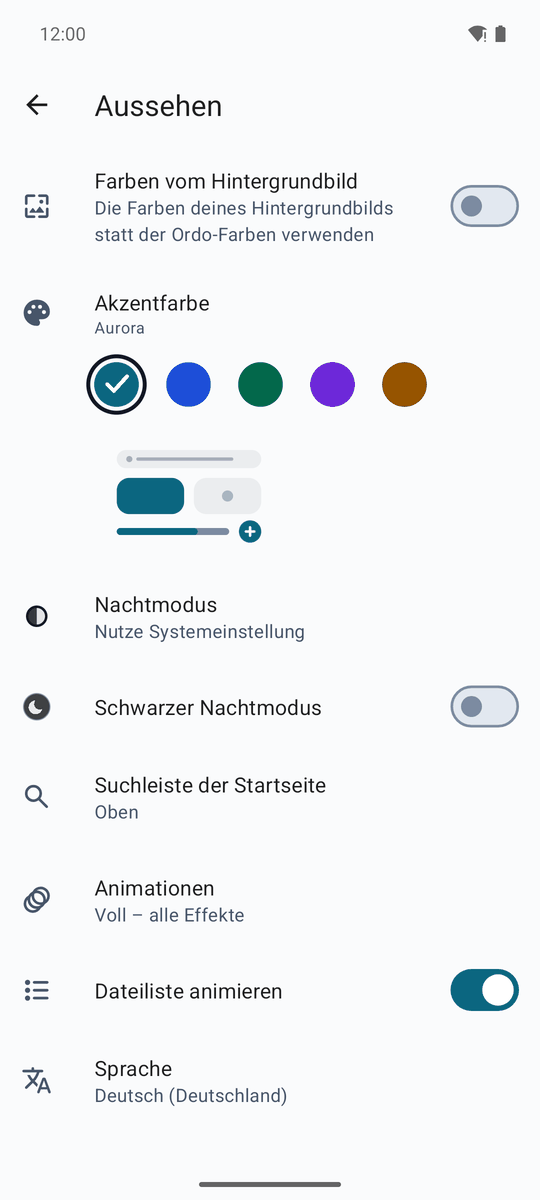 12:00
Aussehen
Farben vom Hintergrundbild
Die Farben deines Hintergrundbilds
statt der Ordo-Farben verwenden
Akzentfarbe
Aurora
Nachtmodus
Nutze Systemeinstellung
Schwarzer Nachtmodus
Suchleiste der Startseite
Oben
Animationen
Voll – alle Effekte
Dateiliste animieren
Sprache
Deutsch (Deutschland)